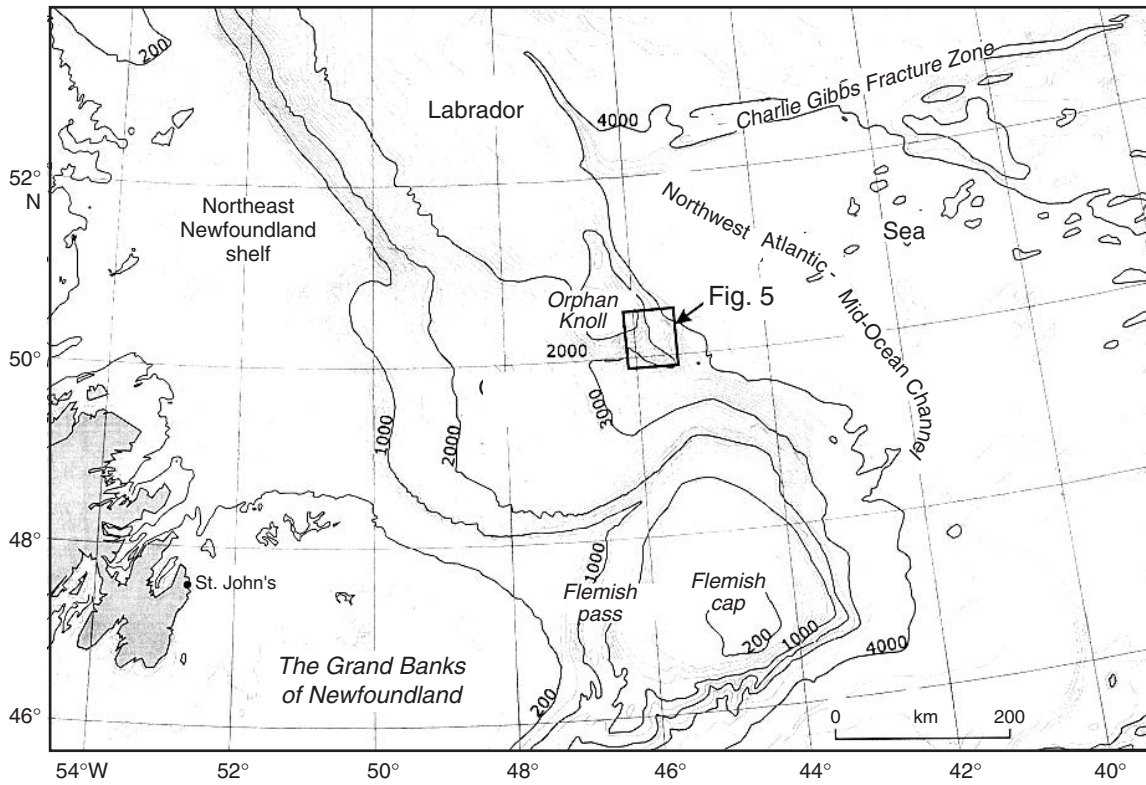 200
Labrador
4000
Charlie Gibbs Fracture Zone
52°
N
Northeast
Newfoundland
shelf
Northwest Atlantic - Mid-Ocean Channel
Sea
Orphan
Knoll
Fig. 5
50°
2000
3000
1000
2000
48°
St. John's
1000
Flemish
pass
Flemish
cap
200
1000
4000
The Grand Banks
of Newfoundland
200
46°
0 km 200
54°W 52° 50° 48° 46° 44° 42° 40°